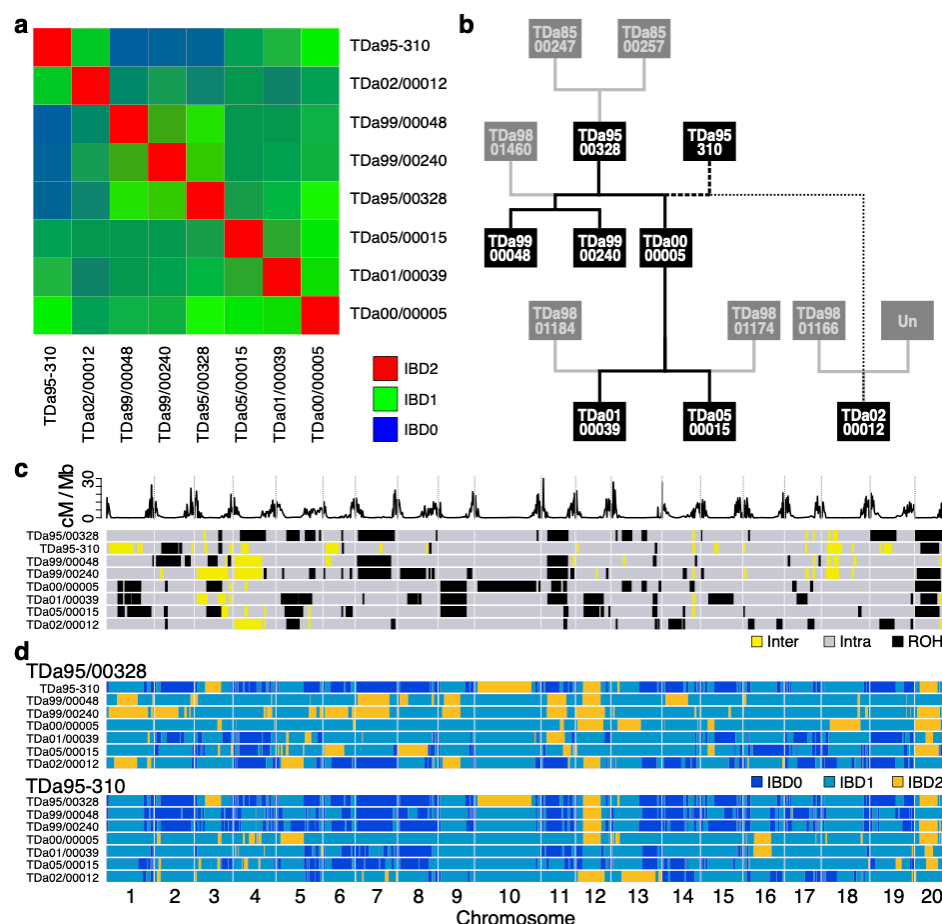 a
TDa95-310
TDa02/00012
TDa99/00048
TDa99/00240
TDa95/00328
TDa05/00015
TDa01/00039
TDa00/00005
TDa95-310
TDa02/00012
TDa99/00048
TDa99/00240
TDa95/00328
TDa05/00015
TDa01/00039
TDa00/00005
IBD2
IBD1
IBD0
b
TDa85
00247
TDa85
00257
TDa98
01460
TDa95
00328
TDa95
310
TDa99
00048
TDa99
00240
TDa00
00005
TDa98
01184
TDa98
01174
TDa98
01166
Un
TDa01
00039
TDa05
00015
TDa02
00012
c
cM / Mb
30
0
TDa95/00328
TDa95-310
TDa99/00048
TDa99/00240
TDa00/00005
TDa01/00039
TDa05/00015
TDa02/00012
Inter Intra ROH
d
TDa95/00328
TDa95-310
TDa99/00048
TDa99/00240
TDa00/00005
TDa01/00039
TDa05/00015
TDa02/00012
IBD0 IBD1 IBD2
TDa95-310
TDa95/00328
TDa99/00048
TDa99/00240
TDa00/00005
TDa01/00039
TDa05/00015
TDa02/00012
1 2 3 4 5 6 7 8 9 10 11 12 13 14 15 16 17 18 19 20
Chromosome